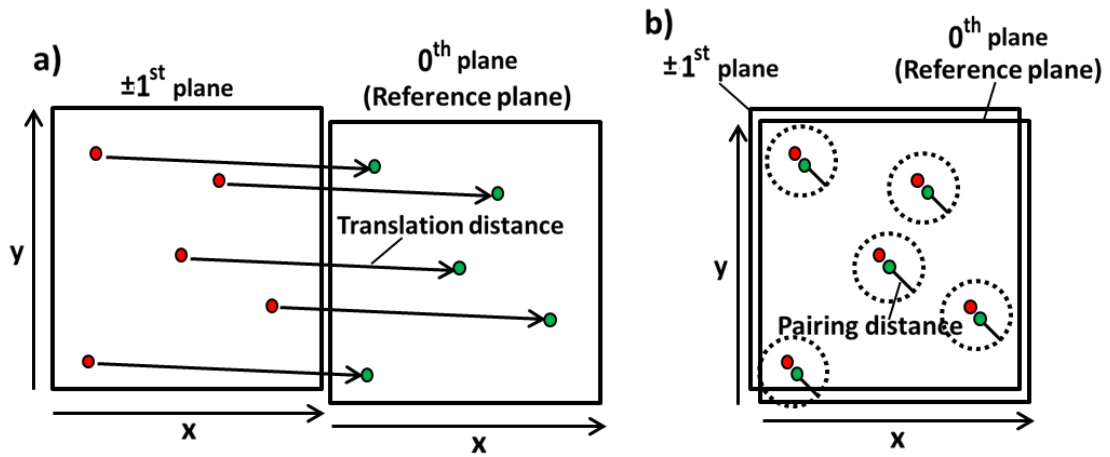 a)
±1st plane
0th plane
(Reference plane)
Translation distance
y
x
x
b)
±1st plane
0th plane
(Reference plane)
Pairing distance
y
x